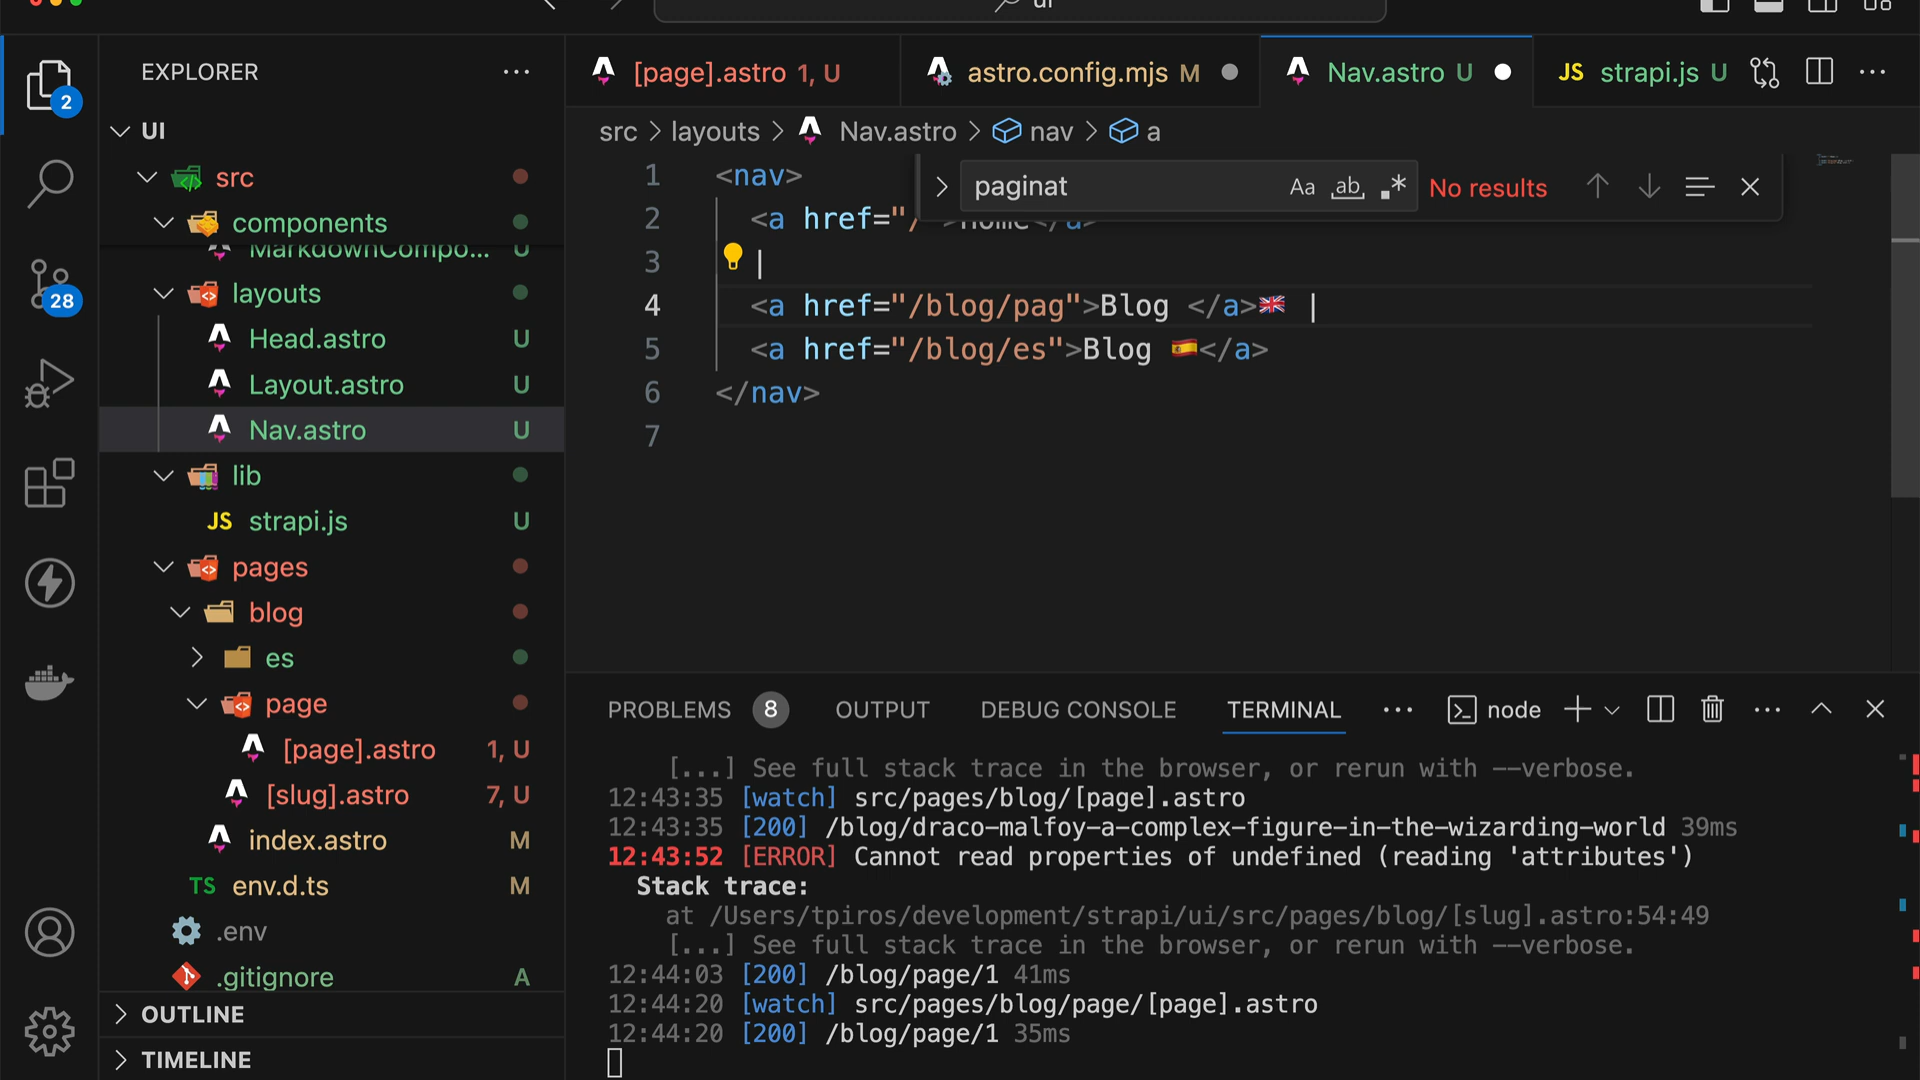 ui
EXPLORER
2
UI
src
components
MarkdownCompo... U
layouts
28
Head.astro U
Layout.astro U
Nav.astro U
lib
JS strapi.js U
pages
blog
es
page
[page].astro 1, U
[slug].astro 7, U
index.astro M
TS env.d.ts M
.env
.gitignore A
OUTLINE
TIMELINE
[page].astro 1, U
astro.config.mjs M
Nav.astro U
JS strapi.js U
src > layouts > Nav.astro > nav > a
paginat Aa ab No results
1 <nav>
2 <a href="/">Home</a>
3
4 <a href="/blog/pag">Blog </a>🇬🇧
5 <a href="/blog/es">Blog 🇪🇸</a>
6 </nav>
7
PROBLEMS 8 OUTPUT DEBUG CONSOLE TERMINAL node
[...] See full stack trace in the browser, or rerun with --verbose.
12:43:35 [watch] src/pages/blog/[page].astro
12:43:35 [200] /blog/draco-malfoy-a-complex-figure-in-the-wizarding-world 39ms
12:43:52 [ERROR] Cannot read properties of undefined (reading 'attributes')
Stack trace:
at /Users/tpiros/development/strapi/ui/src/pages/blog/[slug].astro:54:49
[...] See full stack trace in the browser, or rerun with --verbose.
12:44:03 [200] /blog/page/1 41ms
12:44:20 [watch] src/pages/blog/page/[page].astro
12:44:20 [200] /blog/page/1 35ms